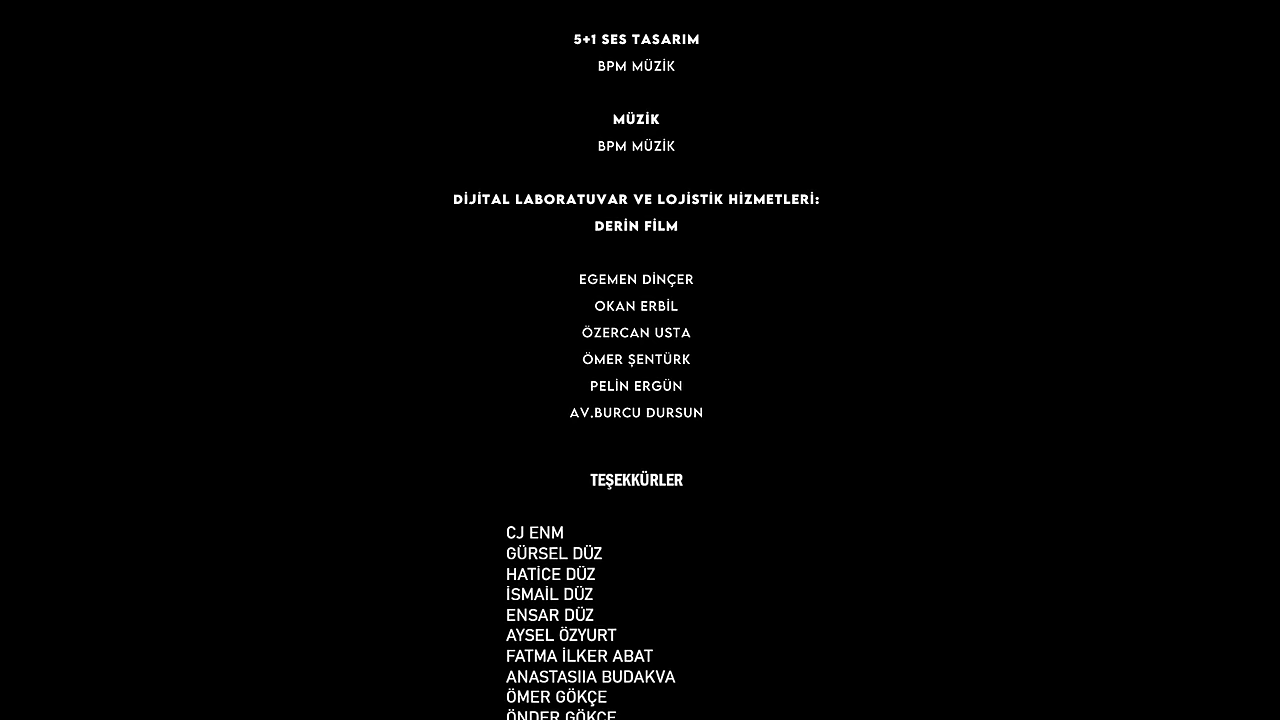 5+1 SES TASARIM
BPM MÜZİK
MÜZİK
BPM MÜZİK
DİJİTAL LABORATUVAR VE LOJİSTİK HİZMETLERİ:
DERİN FİLM
EGEMEN DİNÇER
OKAN ERBİL
ÖZERCAN USTA
ÖMER ŞENTÜRK
PELİN ERGÜN
AV.BURCU DURSUN
TEŞEKKÜRLER
CJ ENM
GÜRSEL DÜZ
HATİCE DÜZ
İSMAİL DÜZ
ENSAR DÜZ
AYSEL ÖZYURT
FATMA İLKER ABAT
ANASTASIIA BUDAKVA
ÖMER GÖKÇE
ÖNDER GÖKÇE